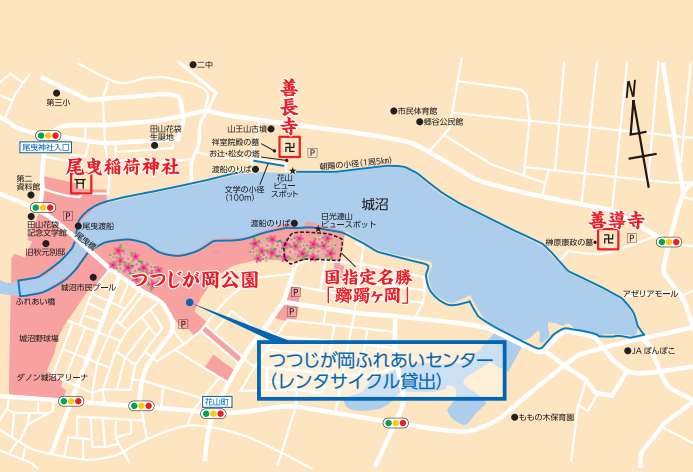 二中
第三小
善長寺
市民体育館
郷谷公民館
N
田山花袋
生誕地
山王山古墳
尾曳神社入口
祥室院殿の墓
P
お辻・松女の塔
尾曳稲荷神社
渡船のりば
朝陽の小径(1周5km)
文学の小径
(100m)
花山
ビュー
スポット
第二
資料館
城沼
善導寺
P
田山花袋
記念文学館
尾曳渡船
尾曳橋
渡船のりば
日光連山
ビュースポット
榊原康政の墓
P
旧秋元別邸
つつじが岡公園
国指定名勝
「躑躅ヶ岡」
城沼市民プール
ふれあい橋
P
P
P
アゼリアモール
城沼野球場
つつじが岡ふれあいセンター
(レンタサイクル貸出)
JA ぽんぽこ
ダノン城沼アリーナ
花山町
ももの木保育園